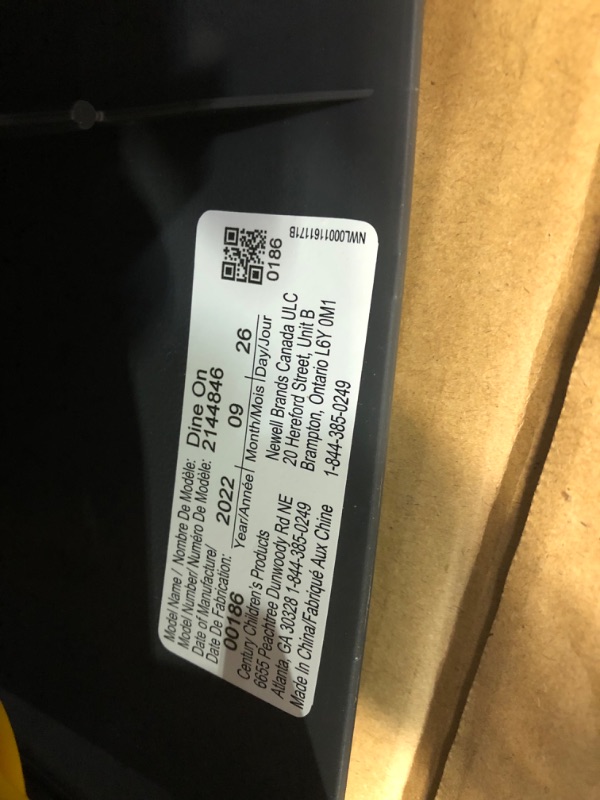 Model Name / Nombre De Modèle: Dine On
Model Number/ Numéro De Modèle: 2144846
Date of Manufacture/
Date De Fabrication: 2022 09 26
Year/Année Month/Mois Day/Jour
00186
Century Children's Products
6655 Peachtree Dunwoody Rd NE
Atlanta, GA 30328 1-844-385-0249
Made In China/Fabriqué Aux Chine
Newell Brands Canada ULC
20 Hereford Street, Unit B
Brampton, Ontario L6Y 0M1
1-844-385-0249
0186
NWL0001161171B